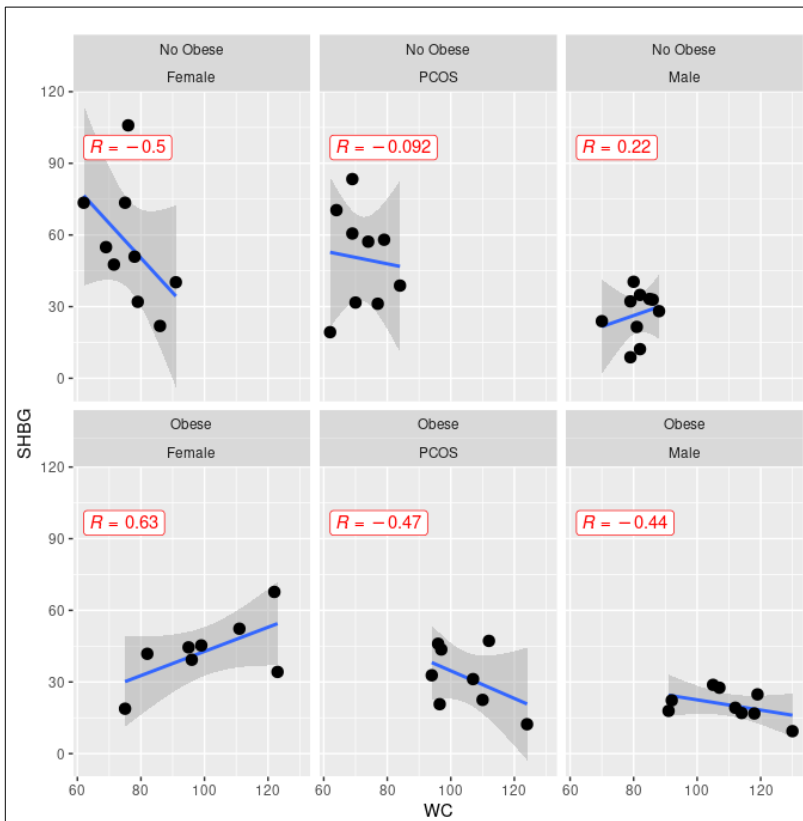 No Obese No Obese No Obese
Female PCOS Male
120
R = −0.5 R = −0.092 R = 0.22
90
60
30
0
SHBG
Obese Obese Obese
Female PCOS Male
120
R = 0.63 R = −0.47 R = −0.44
90
60
30
0
60 80 100 120 60 80 100 120 60 80 100 120
WC